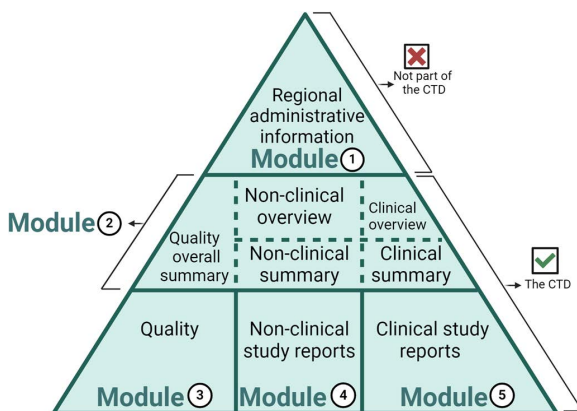 Not part of
the CTD
Regional
administrative
information
Module 1
Module 2
Non-clinical
overview
Clinical
overview
Quality
overall
summary
Non-clinical
summary
Clinical
summary
The CTD
Quality
Non-clinical
study reports
Clinical study
reports
Module 3
Module 4
Module 5